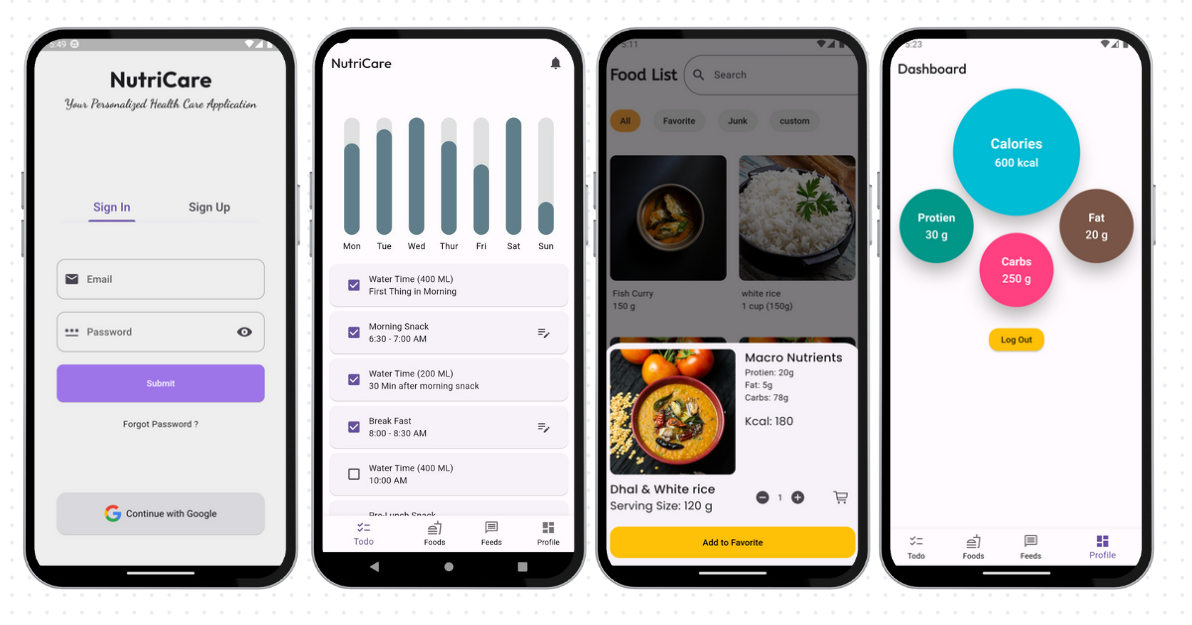 5:49
NutriCare
Your Personalized Health Care Application
Sign In
Sign Up
Email
Password
Submit
Forgot Password ?
Continue with Google
NutriCare
Mon Tue Wed Thur Fri Sat Sun
Water Time (400 ML)
First Thing in Morning
Morning Snack
6:30 - 7:00 AM
Water Time (200 ML)
30 Min after morning snack
Break Fast
8:00 - 8:30 AM
Water Time (400 ML)
10:00 AM
Pre-Lunch Snack
Todo Foods Feeds Profile
5:11
Food List
Search
All Favorite Junk custom
Fish Curry
150 g
white rice
1 cup (150g)
Macro Nutrients
Protien: 20g
Fat: 5g
Carbs: 78g
Kcal: 180
Dhal & White rice
1
Serving Size: 120 g
Add to Favorite
5:23
Dashboard
Calories
600 kcal
Protien
30 g
Fat
20 g
Carbs
250 g
Log Out
Todo Foods Feeds Profile